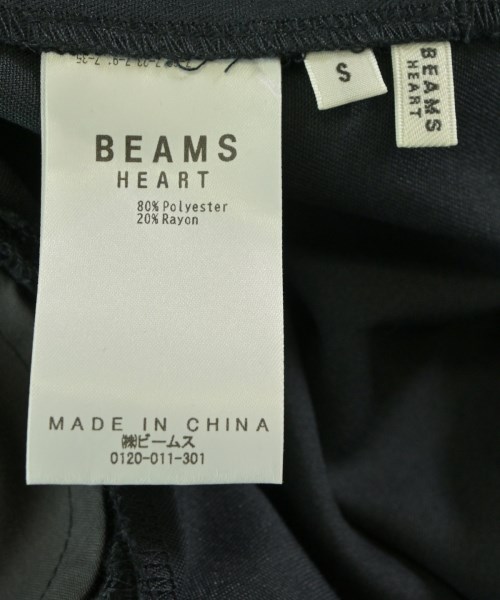 BEAMS
HEART
80% Polyester
20% Rayon
MADE IN CHINA
㈱ビームス
0120-011-301
S
BEAMS
HEART